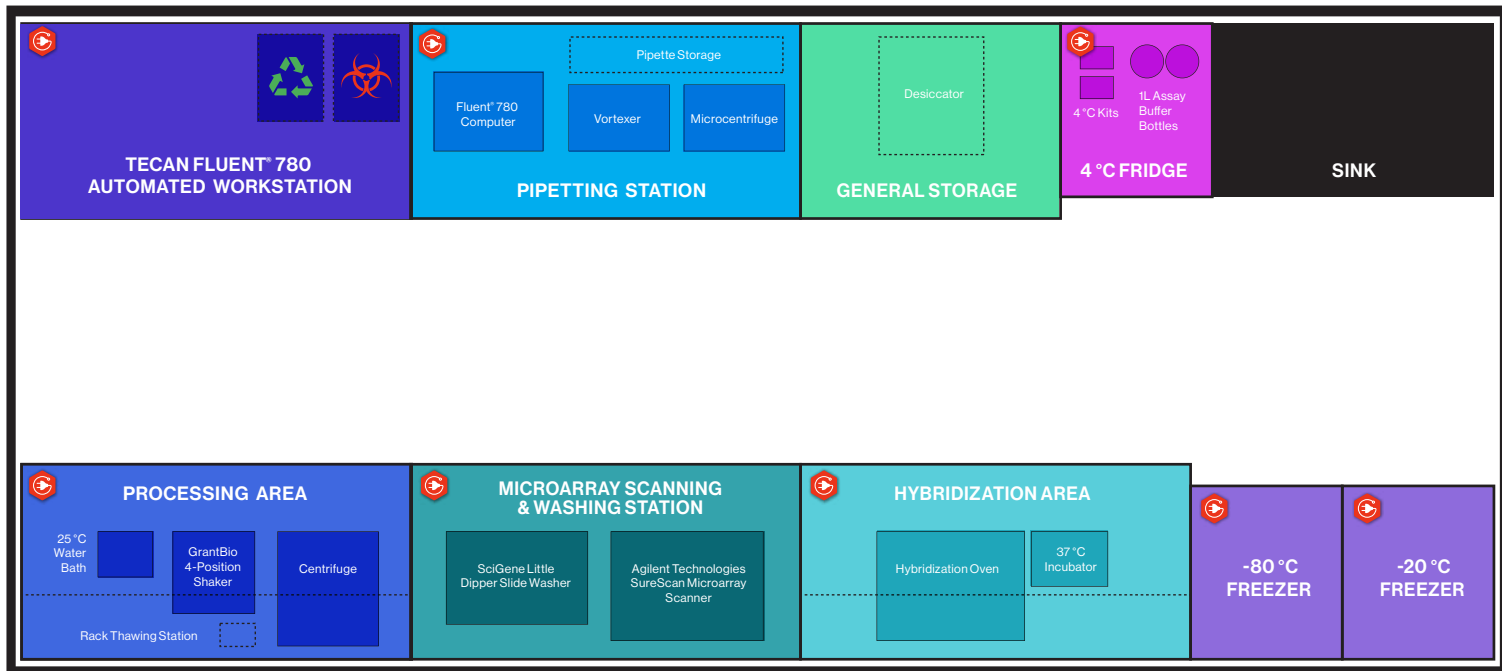 TECAN FLUENT® 780
AUTOMATED WORKSTATION
Fluent® 780
Computer
Pipette Storage
Vortexer
Microcentrifuge
PIPETTING STATION
Desiccator
GENERAL STORAGE
4 °C Kits
1L Assay
Buffer
Bottles
4 °C FRIDGE
SINK
PROCESSING AREA
25 °C
Water
Bath
GrantBio
4-Position
Shaker
Centrifuge
Rack Thawing Station
MICROARRAY SCANNING
& WASHING STATION
SciGene Little
Dipper Slide Washer
Agilent Technologies
SureScan Microarray
Scanner
HYBRIDIZATION AREA
Hybridization Oven
37 °C
Incubator
-80 °C
FREEZER
-20 °C
FREEZER